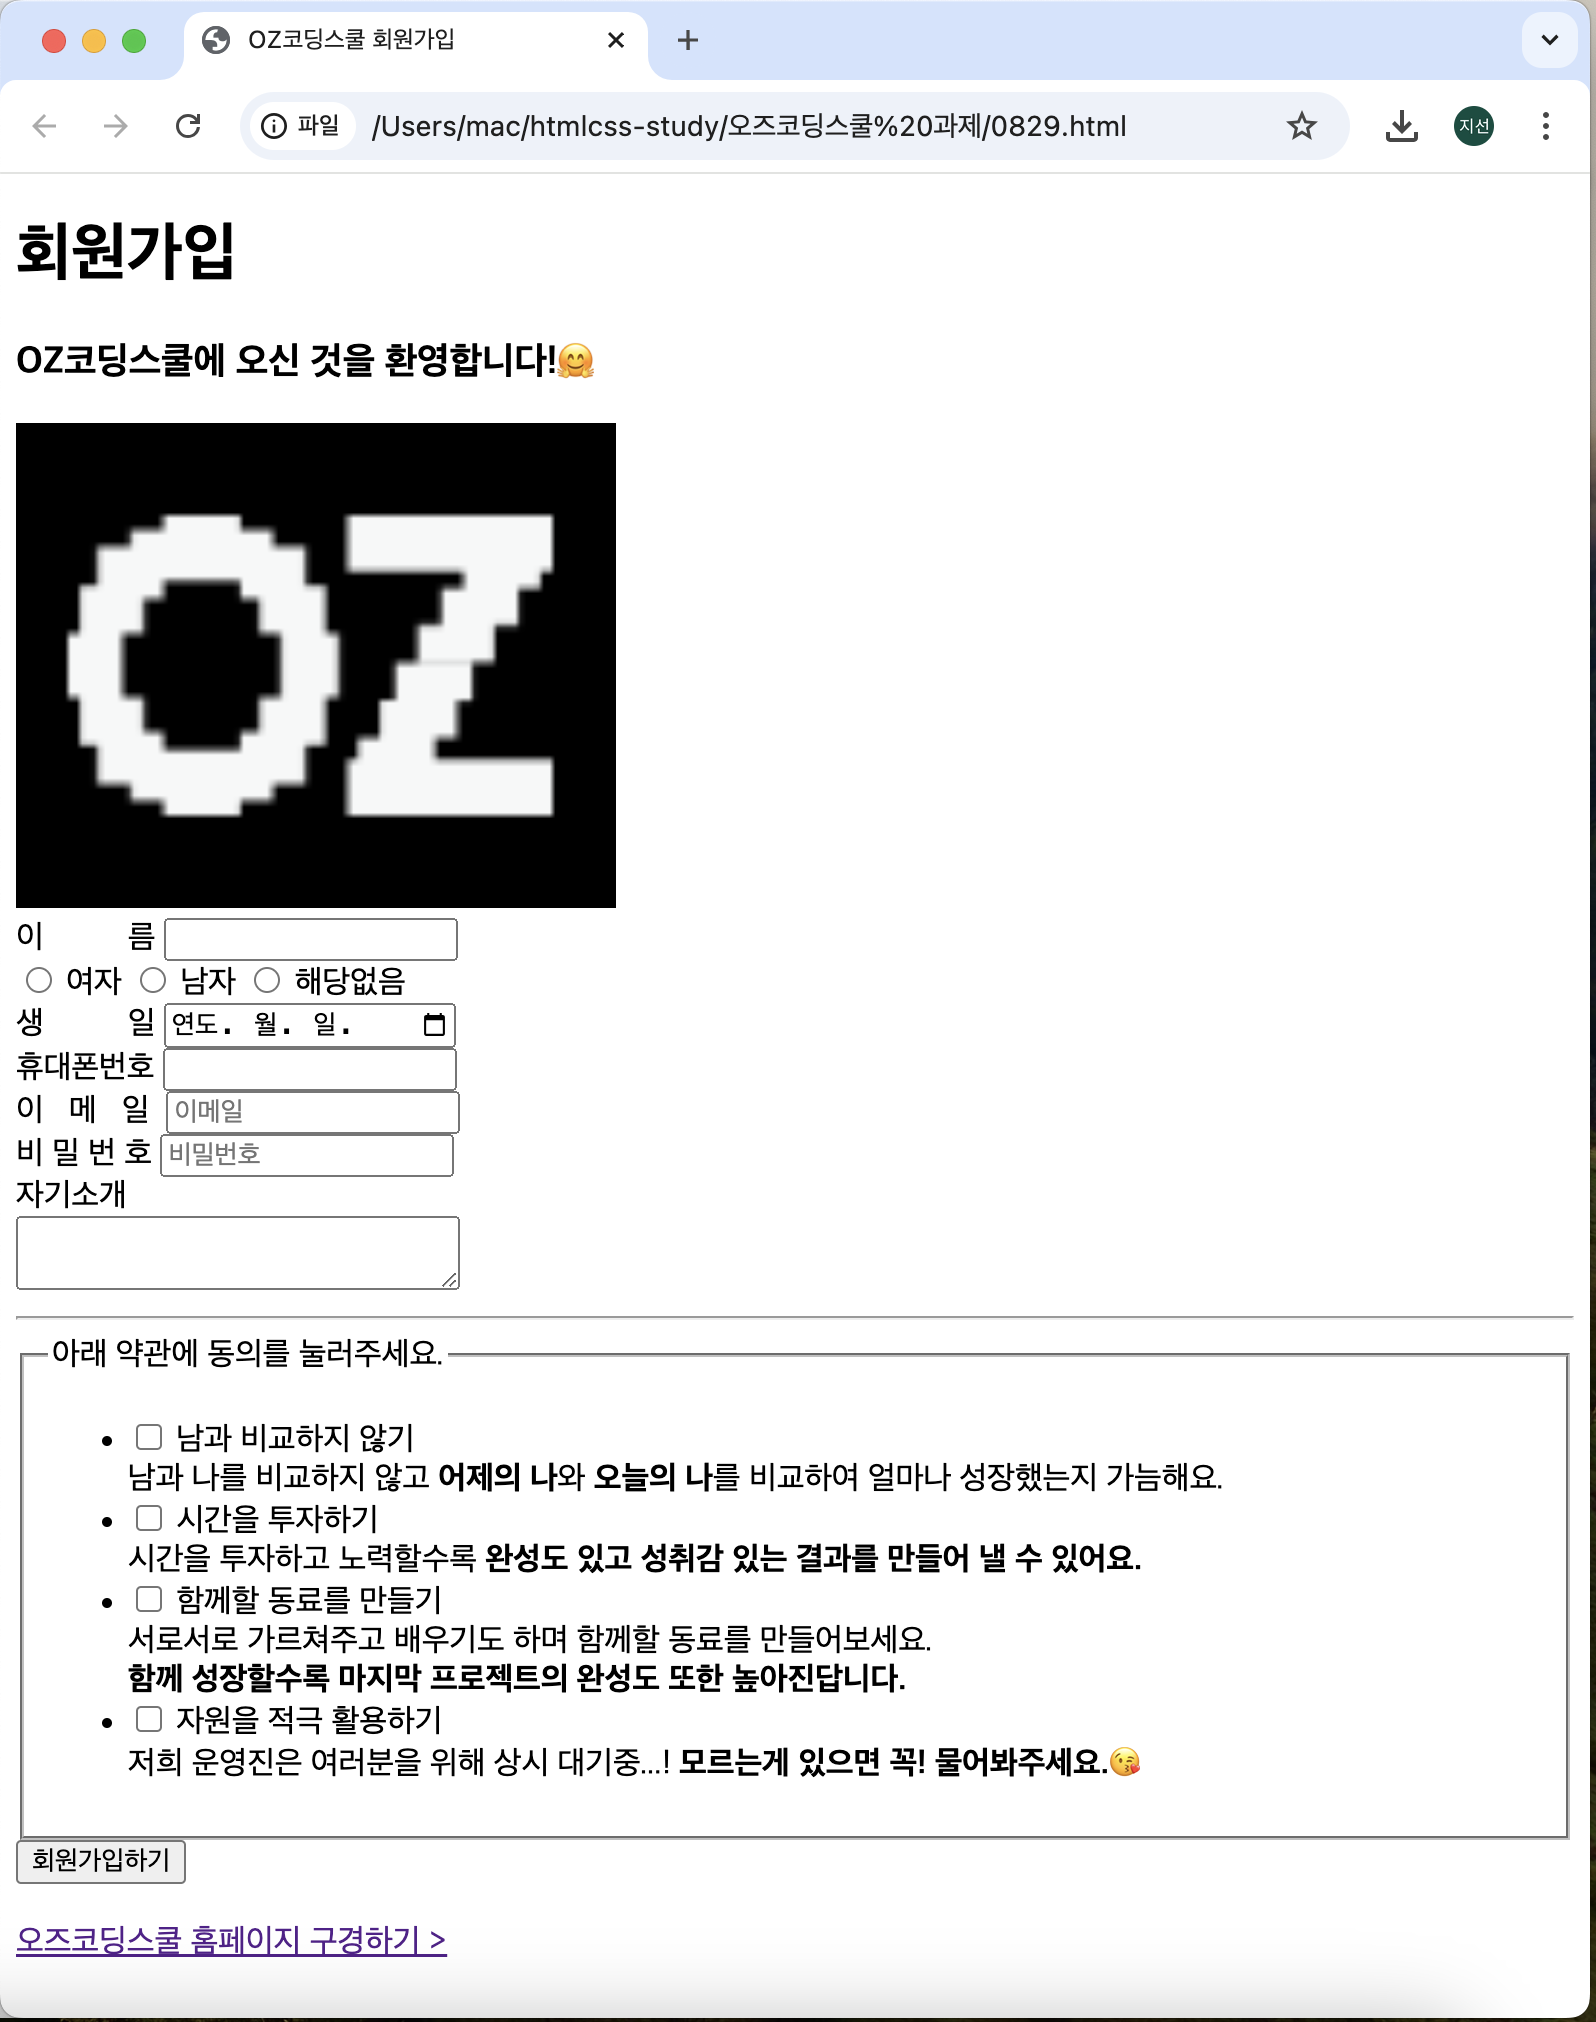 OZ코딩스쿨 회원가입
파일 /Users/mac/htmlcss-study/오즈코딩스쿨%20과제/0829.html
지선
회원가입
OZ코딩스쿨에 오신 것을 환영합니다!🤗
OZ
이 름
여자 남자 해당없음
생 일 연도. 월. 일.
휴대폰번호
이 메 일 이메일
비 밀 번 호 비밀번호
자기소개
아래 약관에 동의를 눌러주세요.
남과 비교하지 않기
남과 나를 비교하지 않고 어제의 나와 오늘의 나를 비교하여 얼마나 성장했는지 가늠해요.
시간을 투자하기
시간을 투자하고 노력할수록 완성도 있고 성취감 있는 결과를 만들어 낼 수 있어요.
함께할 동료를 만들기
서로서로 가르쳐주고 배우기도 하며 함께할 동료를 만들어보세요.
함께 성장할수록 마지막 프로젝트의 완성도 또한 높아진답니다.
자원을 적극 활용하기
저희 운영진은 여러분을 위해 상시 대기중...! 모르는게 있으면 꼭! 물어봐주세요.😘
회원가입하기
오즈코딩스쿨 홈페이지 구경하기 >